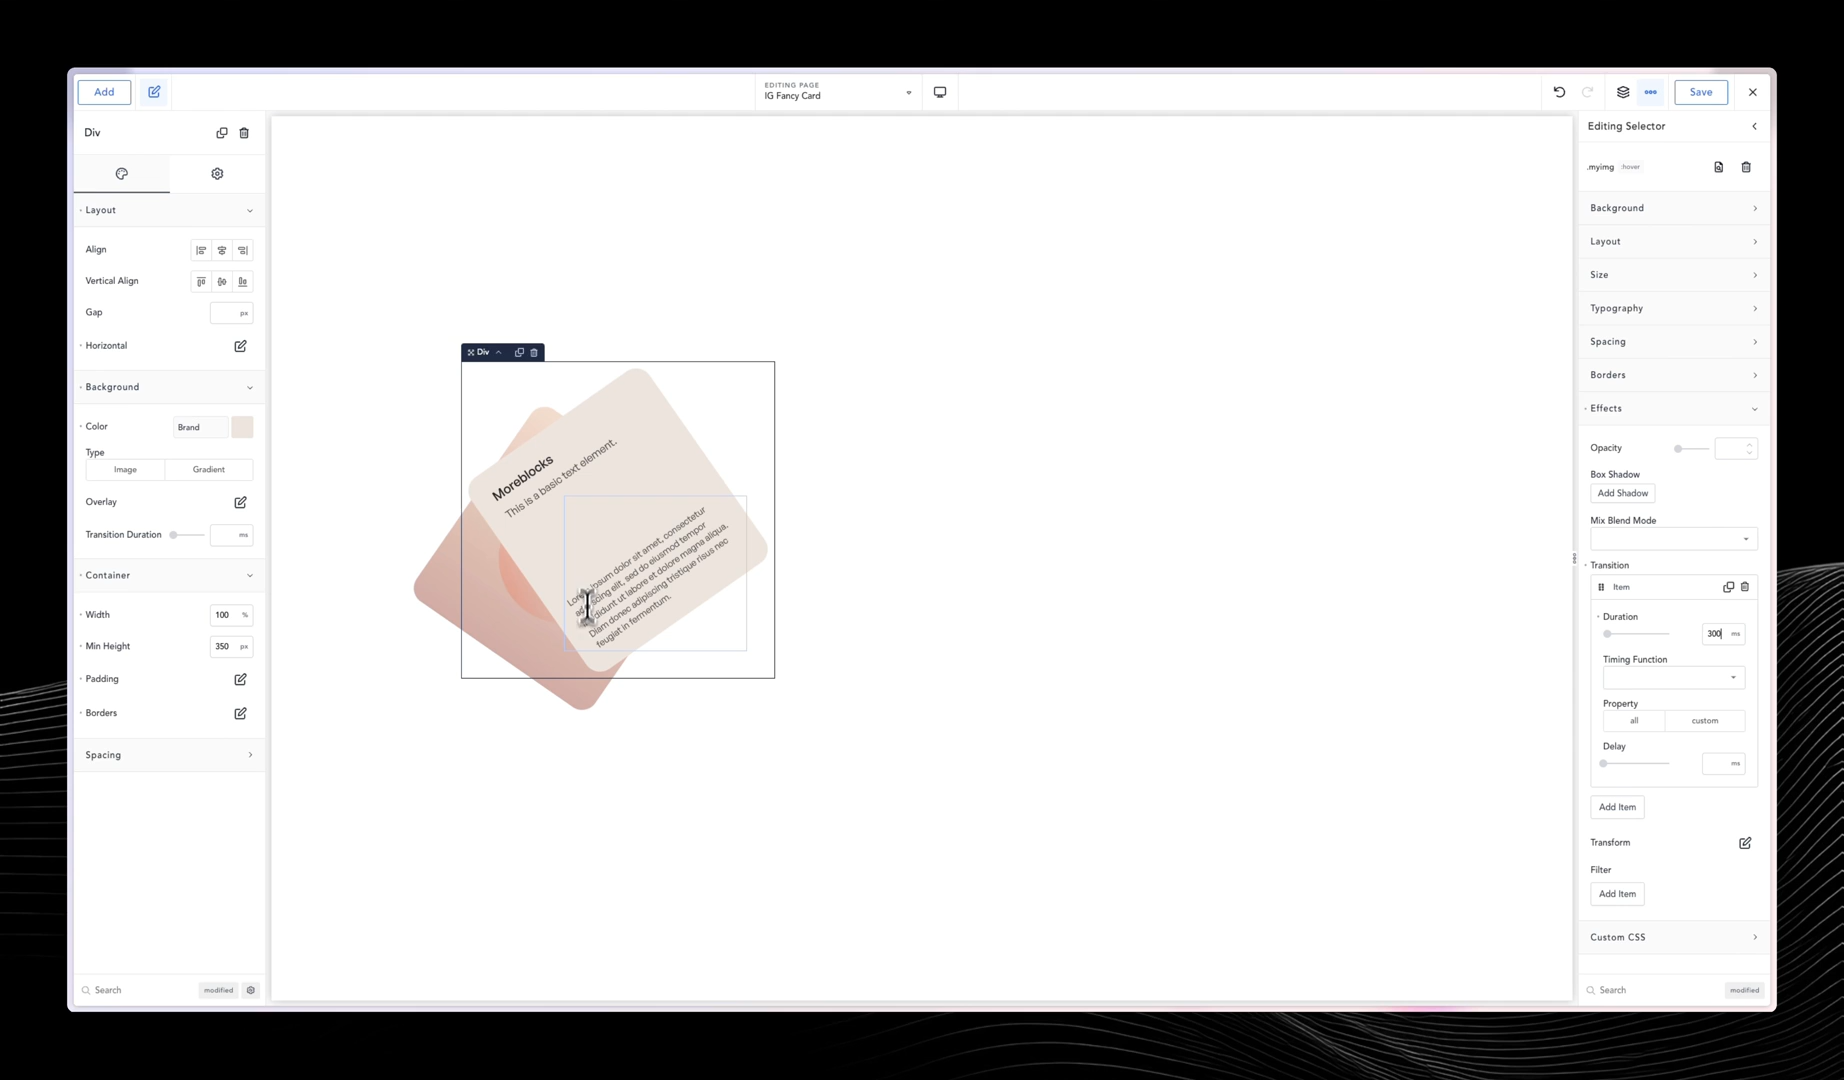 Add
EDITING PAGE
IG Fancy Card
Save
Div
Layout
Align
Vertical Align
Gap
px
Horizontal
Background
Color
Brand
Type
Image
Gradient
Overlay
Transition Duration
ms
Container
Width
100 %
Min Height
350 px
Padding
Borders
Spacing
Search
modified
Div
Moreblocks
This is a basic text element.
ipsum dolor sit amet, consectetur
elit, sed do eiusmod tempor
ut labore et dolore magna aliqua.
Diam donec adipiscing tristique risus nec
feugiat in fermentum.
Editing Selector
.myimg :hover
Background
Layout
Size
Typography
Spacing
Borders
Effects
Opacity
Box Shadow
Add Shadow
Mix Blend Mode
Transition
Item
Duration
300 ms
Timing Function
Property
all
custom
Delay
ms
Add Item
Transform
Filter
Add Item
Custom CSS
Search
modified